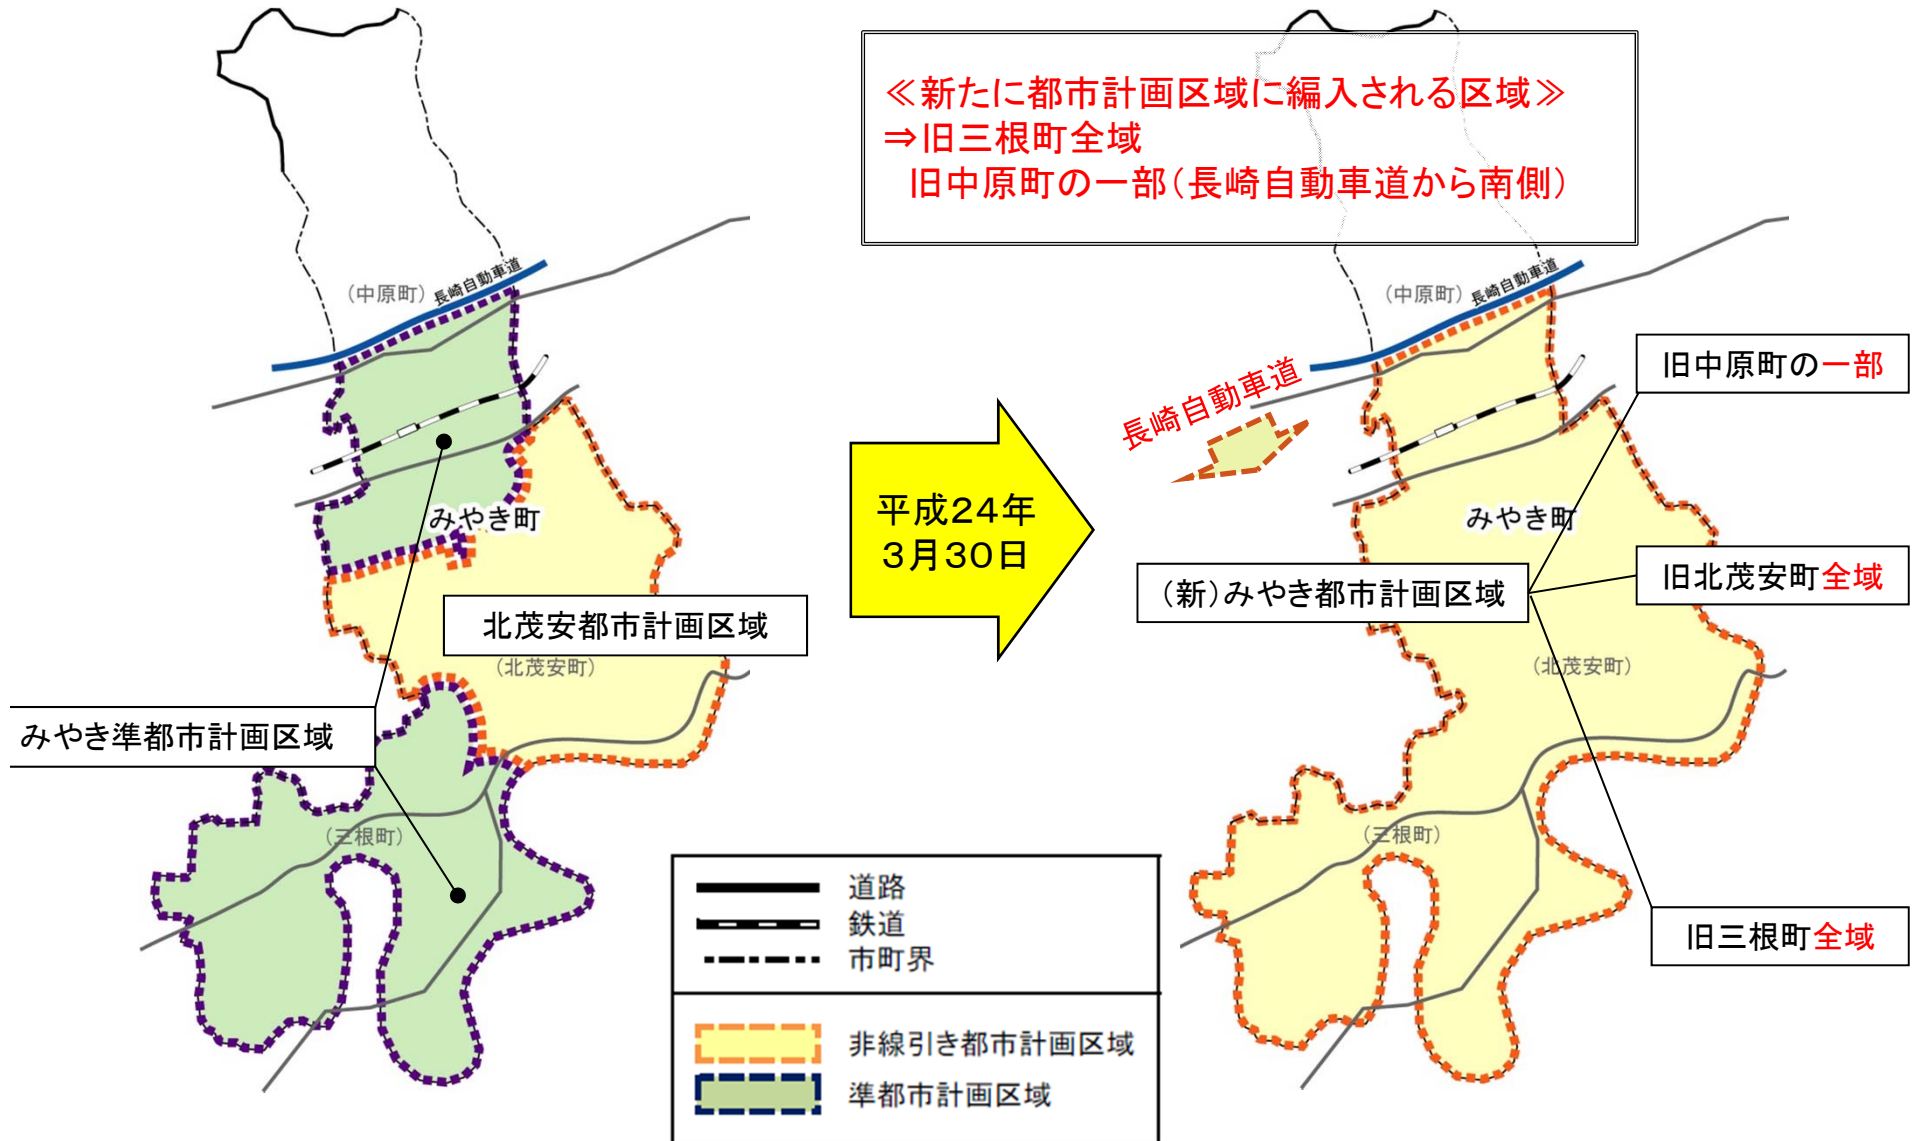 ≪新たに都市計画区域に編入される区域≫
⇒旧三根町全域
旧中原町の一部（長崎自動車道から南側）
（中原町）
長崎自動車道
みやき町
北茂安都市計画区域
（北茂安町）
みやき準都市計画区域
（三根町）
平成２４年
３月３０日
（中原町）
長崎自動車道
長崎自動車道
旧中原町の一部
みやき町
旧北茂安町全域
（新）みやき都市計画区域
（北茂安町）
（三根町）
旧三根町全域
道路
鉄道
市町界
非線引き都市計画区域
準都市計画区域